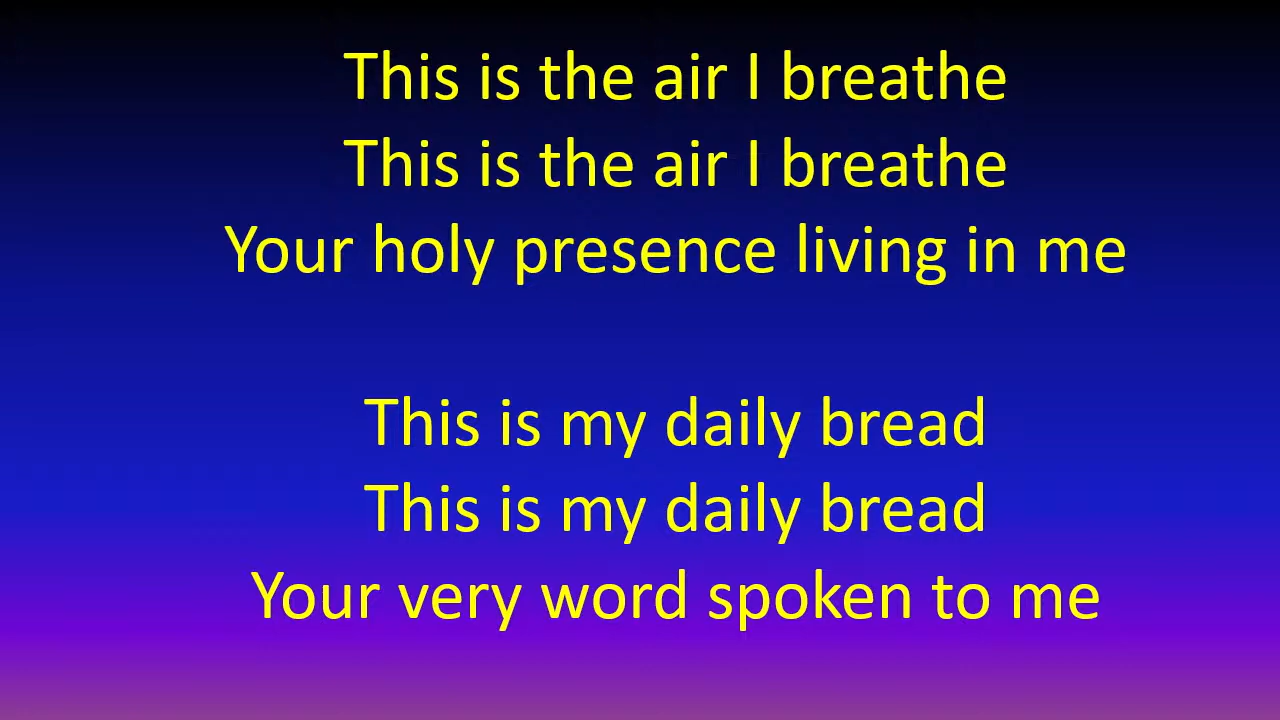 This is the air I breathe
This is the air I breathe
Your holy presence living in me
This is my daily bread
This is my daily bread
Your very word spoken to me